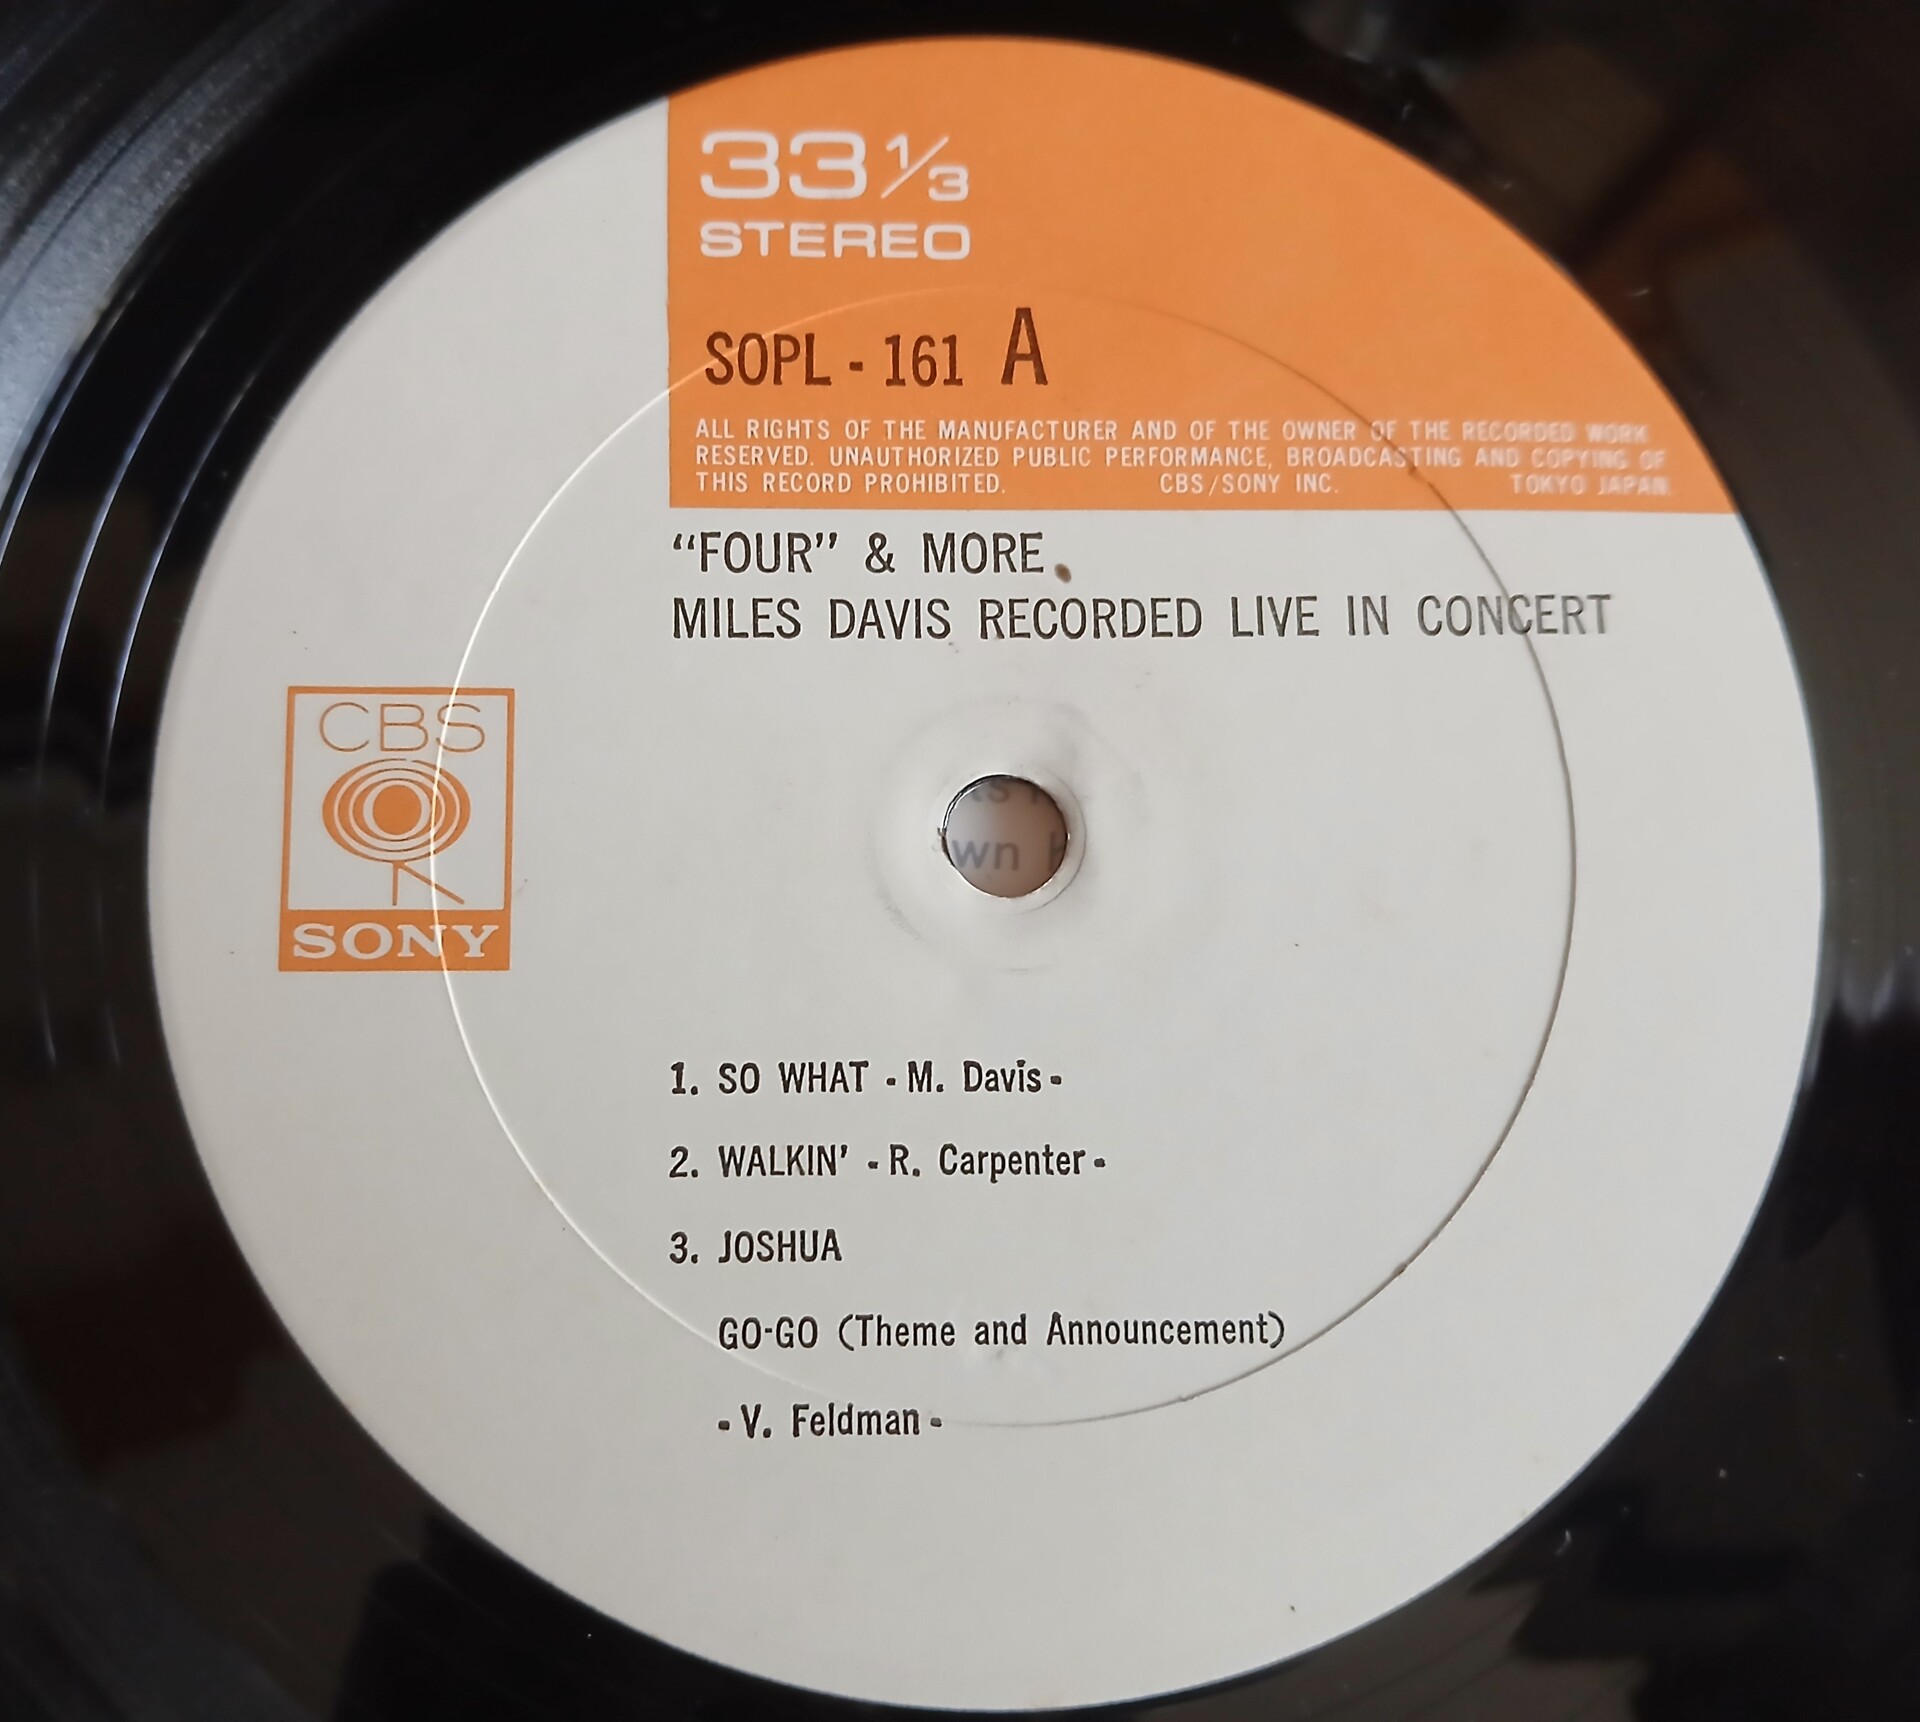 33 1/3
STEREO
SOPL - 161 A
ALL RIGHTS OF THE MANUFACTURER AND OF THE OWNER OF THE RECORDED WORK
RESERVED. UNAUTHORIZED PUBLIC PERFORMANCE, BROADCASTING AND COPYING OF
THIS RECORD PROHIBITED. CBS/SONY INC. TOKYO JAPAN
“FOUR” & MORE
MILES DAVIS RECORDED LIVE IN CONCERT
CBS
SONY
1. SO WHAT - M. Davis -
2. WALKIN’ - R. Carpenter -
3. JOSHUA
GO-GO (Theme and Announcement)
- V. Feldman -